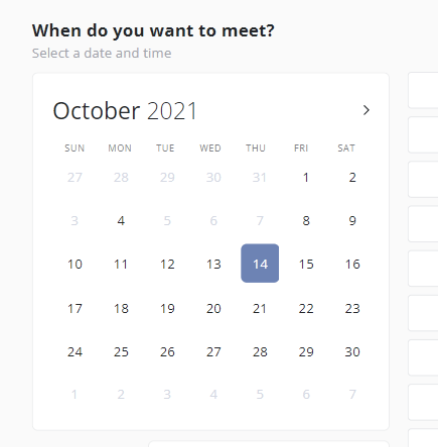 When do you want to meet?
Select a date and time
October 2021 >
SUN MON TUE WED THU FRI SAT
27 28 29 30 31 1 2
3 4 5 6 7 8 9
10 11 12 13 14 15 16
17 18 19 20 21 22 23
24 25 26 27 28 29 30
1 2 3 4 5 6 7